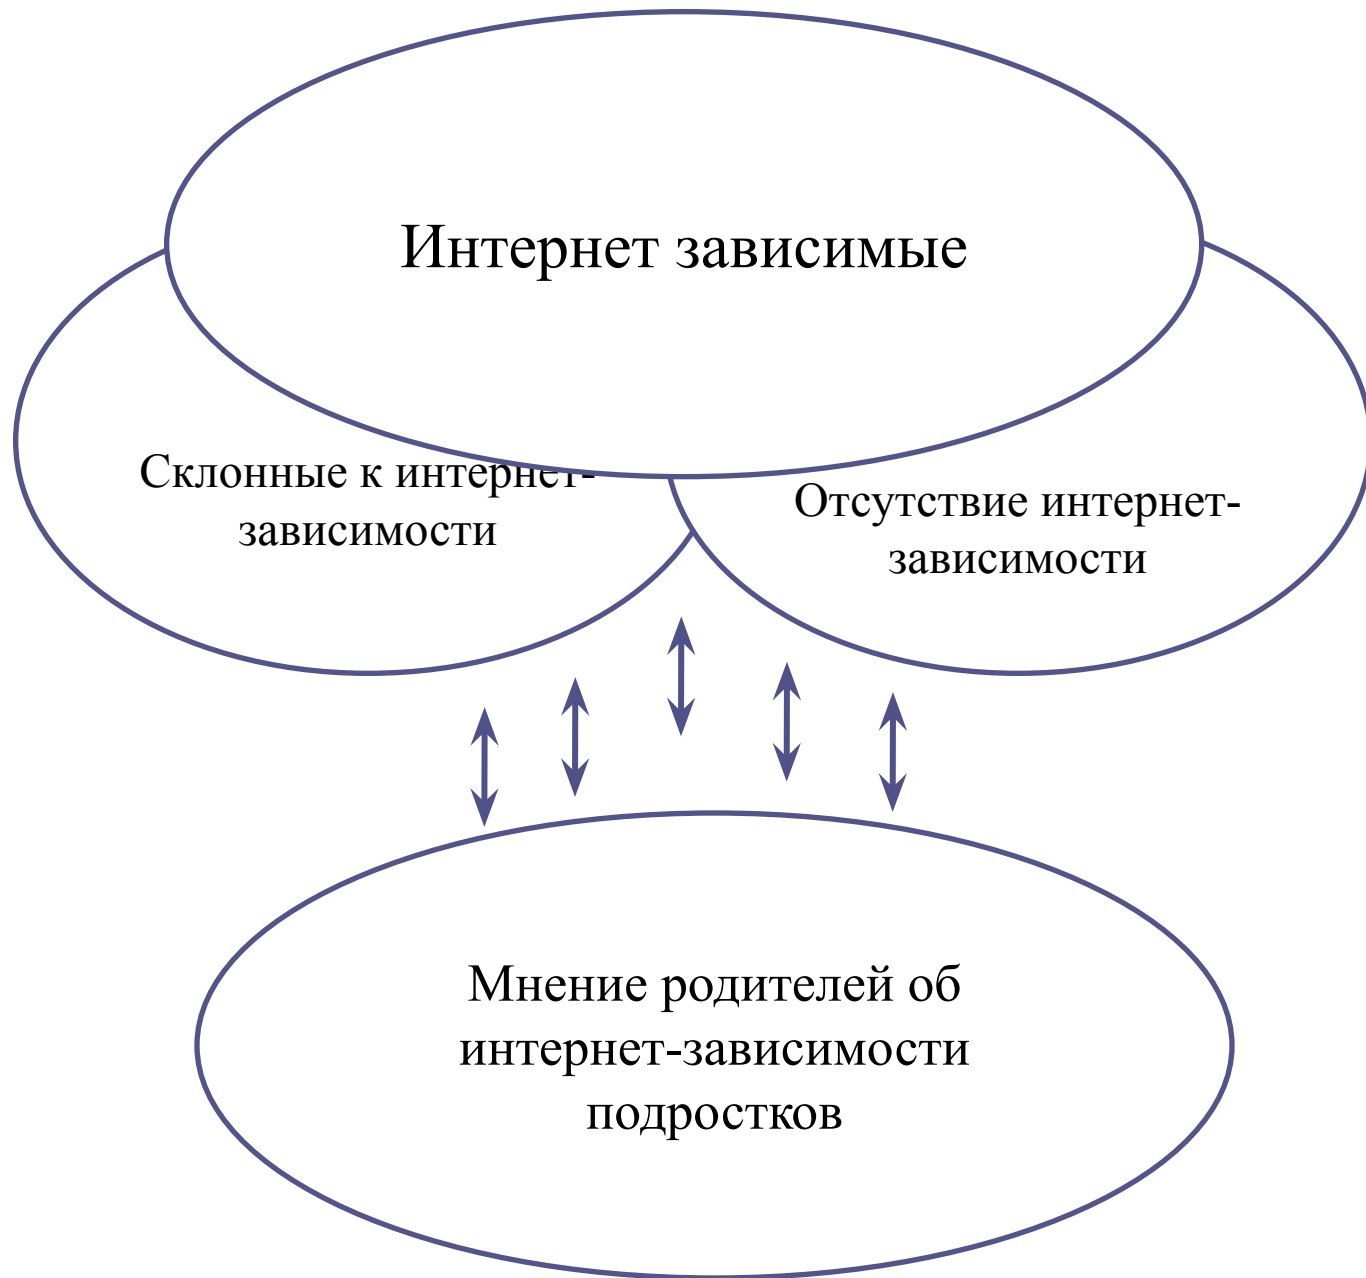 Интернет зависимые
Склонные к интернет-
зависимости
Отсутствие интернет-
зависимости
Мнение родителей об
интернет-зависимости
подростков